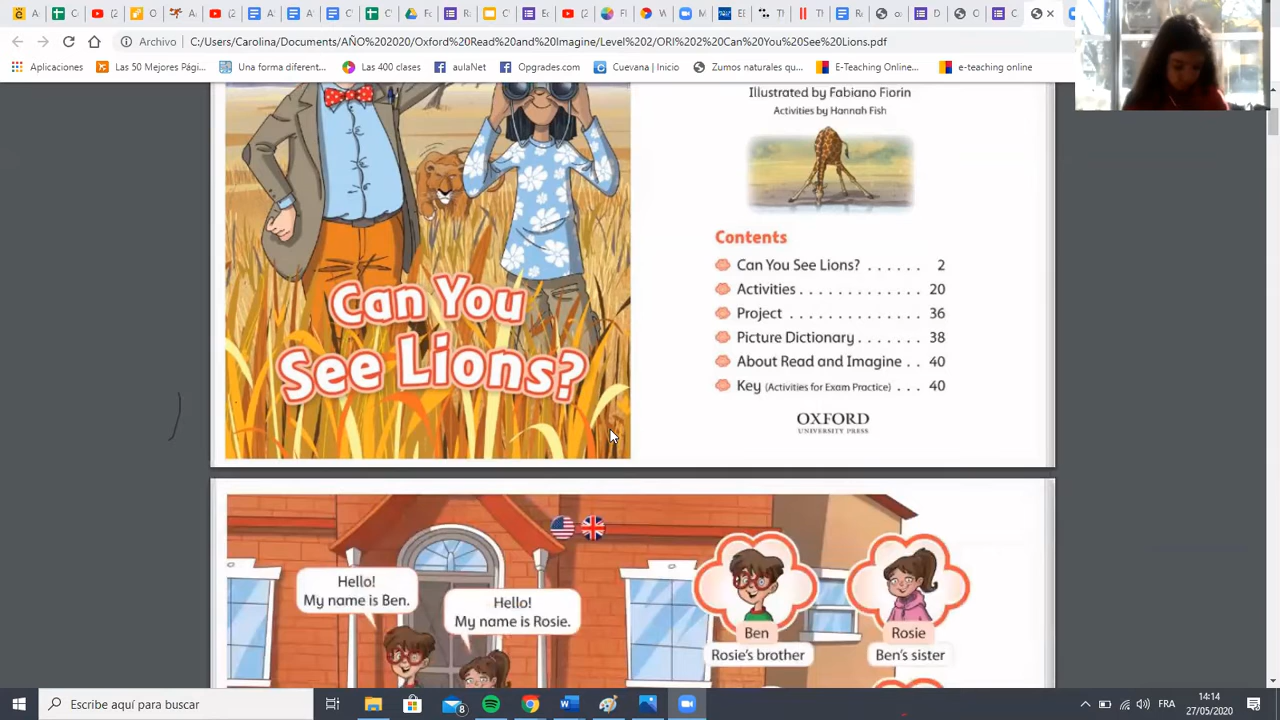 Archivo
C:/Users/Carolina/Documents/AÑO%202020/Oxford%20Read%20and%20Imagine/Level%202/ORI%202%20Can%20You%20See%20Lions.pdf
Aplicaciones
Las 50 Mejores Pági...
Una forma diferent...
Las 400 clases
aulaNet
Opgrades.com
Cuevana | Inicio
Zumos naturales qu...
E-Teaching Online...
e-teaching online
Can You
See Lions?
Illustrated by Fabiano Fiorin
Activities by Hannah Fish
Contents
Can You See Lions? . . . . . . 2
Activities . . . . . . . . . . . . . 20
Project . . . . . . . . . . . . . . 36
Picture Dictionary . . . . . . . 38
About Read and Imagine . . 40
Key (Activities for Exam Practice) . . . 40
OXFORD
UNIVERSITY PRESS
Hello!
My name is Ben.
Hello!
My name is Rosie.
Ben
Rosie's brother
Rosie
Ben's sister
Escribe aquí para buscar
8
FRA
14:14
27/05/2020